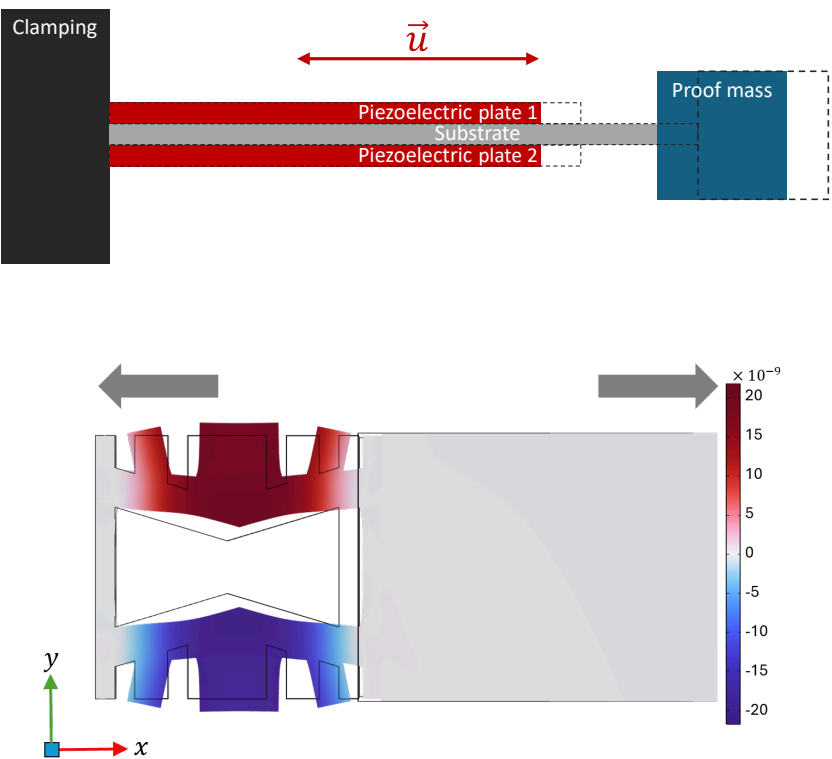 Clamping
u
Proof mass
Piezoelectric plate 1
Substrate
Piezoelectric plate 2
× 10⁻⁹
20
15
10
5
0
-5
-10
-15
-20
y
x